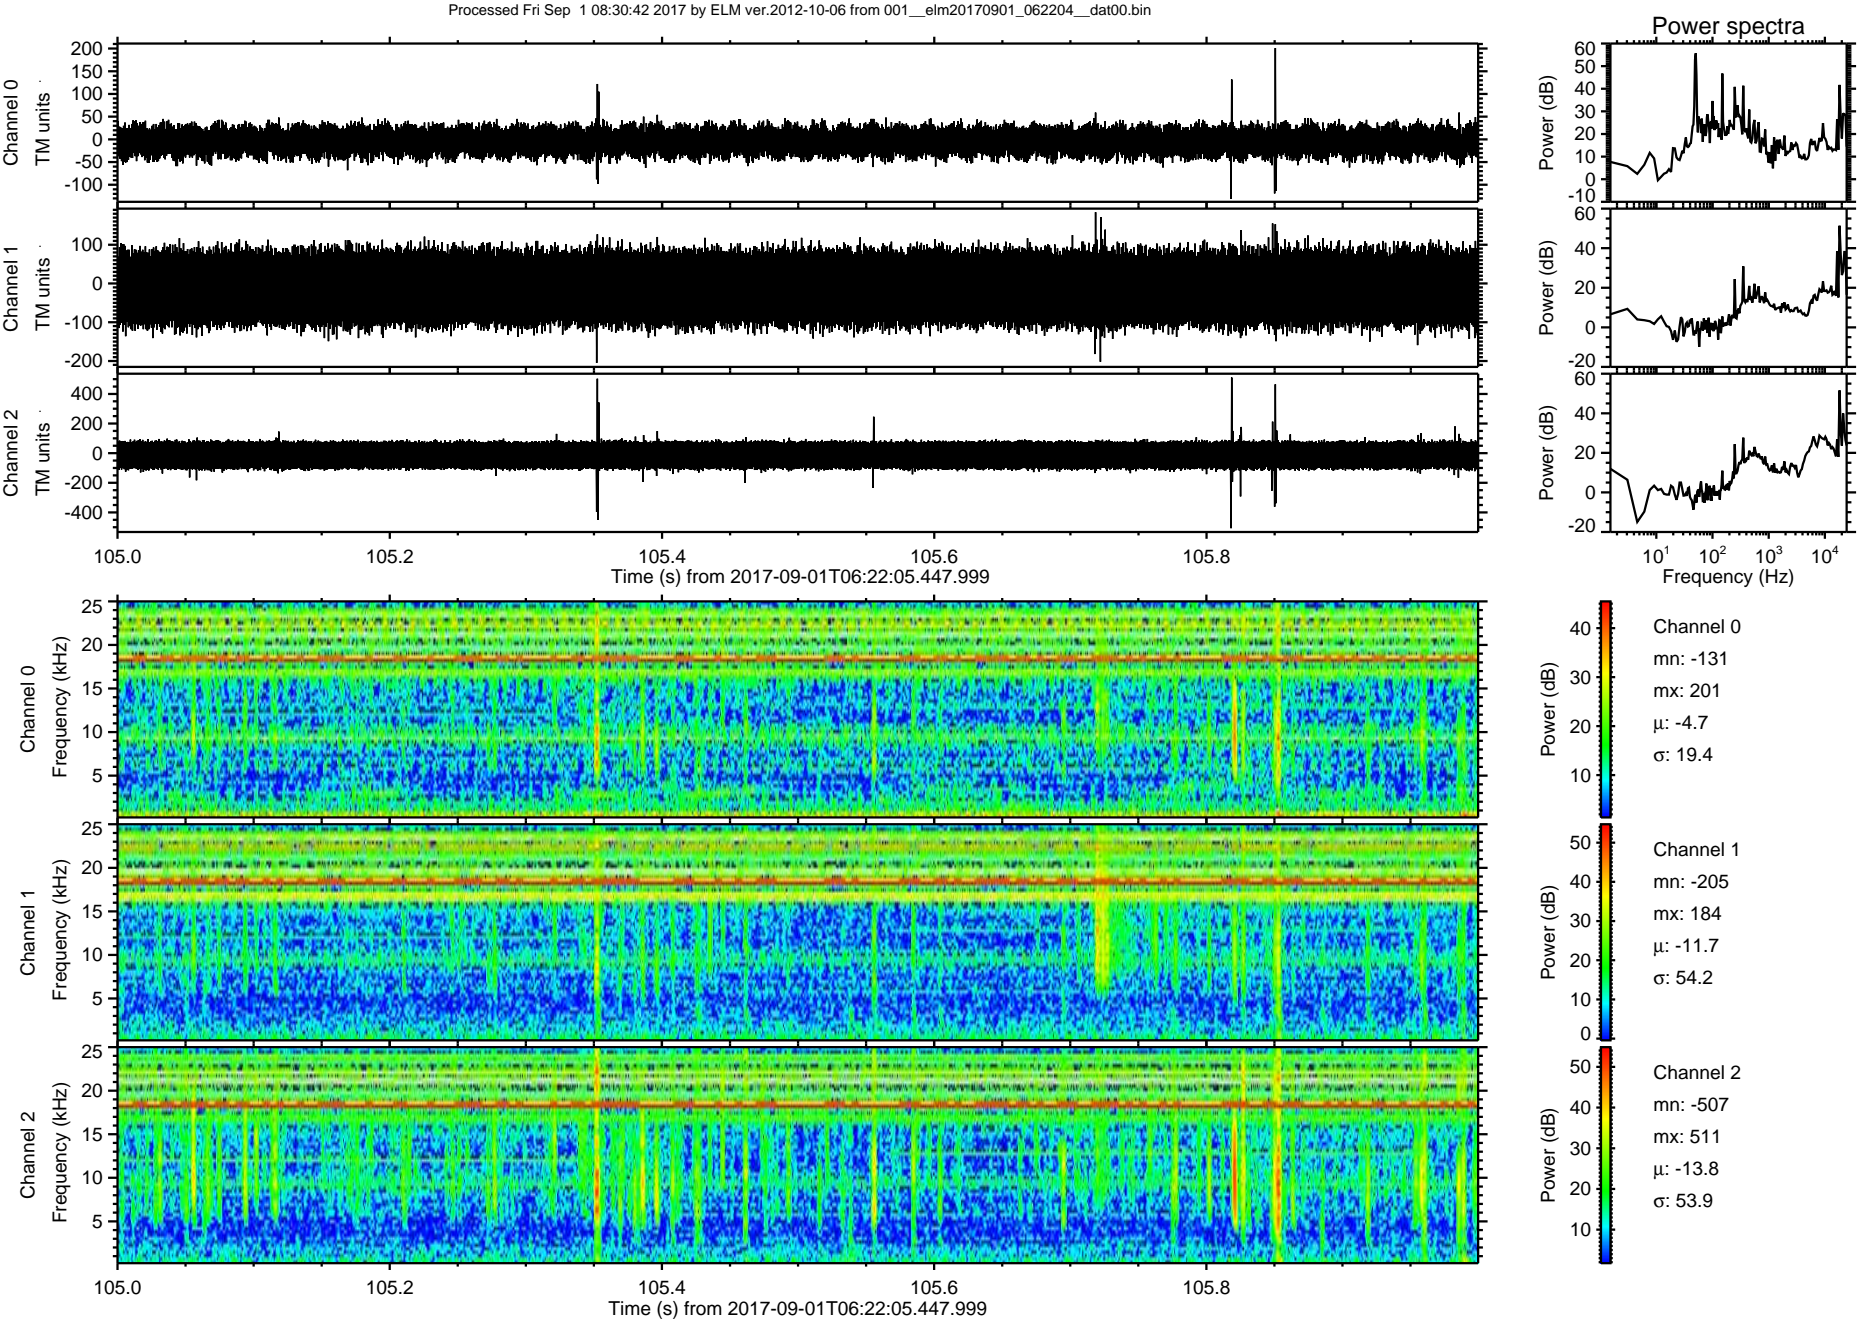 Processed Fri Sep  1 08:30:42 2017 by ELM ver.2012-10-06 from 001__elm20170901_062204__dat00.bin
Power spectra
Channel 0
TM units
200
150
100
50
0
-50
-100
Power (dB)
60
50
40
30
20
10
0
-10
Channel 1
TM units
100
0
-100
-200
Power (dB)
60
40
20
0
-20
Channel 2
TM units
400
200
0
-200
-400
Power (dB)
60
40
20
0
-20
105.0 105.2 105.4 105.6 105.8
Time (s) from 2017-09-01T06:22:05.447.999
10¹ 10² 10³ 10⁴
Frequency (Hz)
Channel 0
Frequency (kHz)
25
20
15
10
5
Power (dB)
40
30
20
10
Channel 0
mn: -131
mx: 201
μ: -4.7
σ: 19.4
Channel 1
Frequency (kHz)
25
20
15
10
5
Power (dB)
50
40
30
20
10
0
Channel 1
mn: -205
mx: 184
μ: -11.7
σ: 54.2
Channel 2
Frequency (kHz)
25
20
15
10
5
Power (dB)
50
40
30
20
10
Channel 2
mn: -507
mx: 511
μ: -13.8
σ: 53.9
105.0 105.2 105.4 105.6 105.8
Time (s) from 2017-09-01T06:22:05.447.999